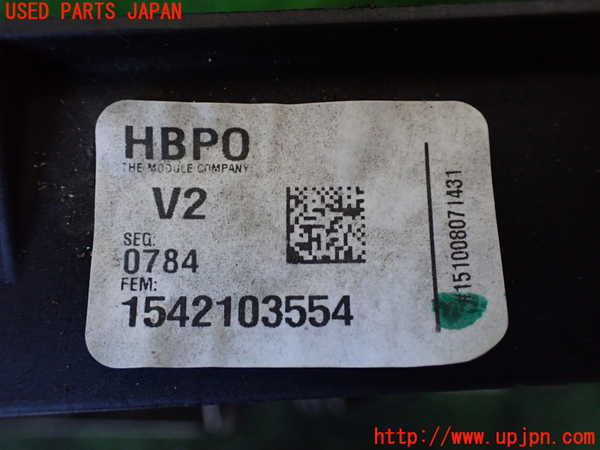 USED PARTS JAPAN
HBPO
THE MODULE COMPANY
V2
SEQ:
0784
FEM:
1542103554
#151008071431
http://www.upjpn.com/